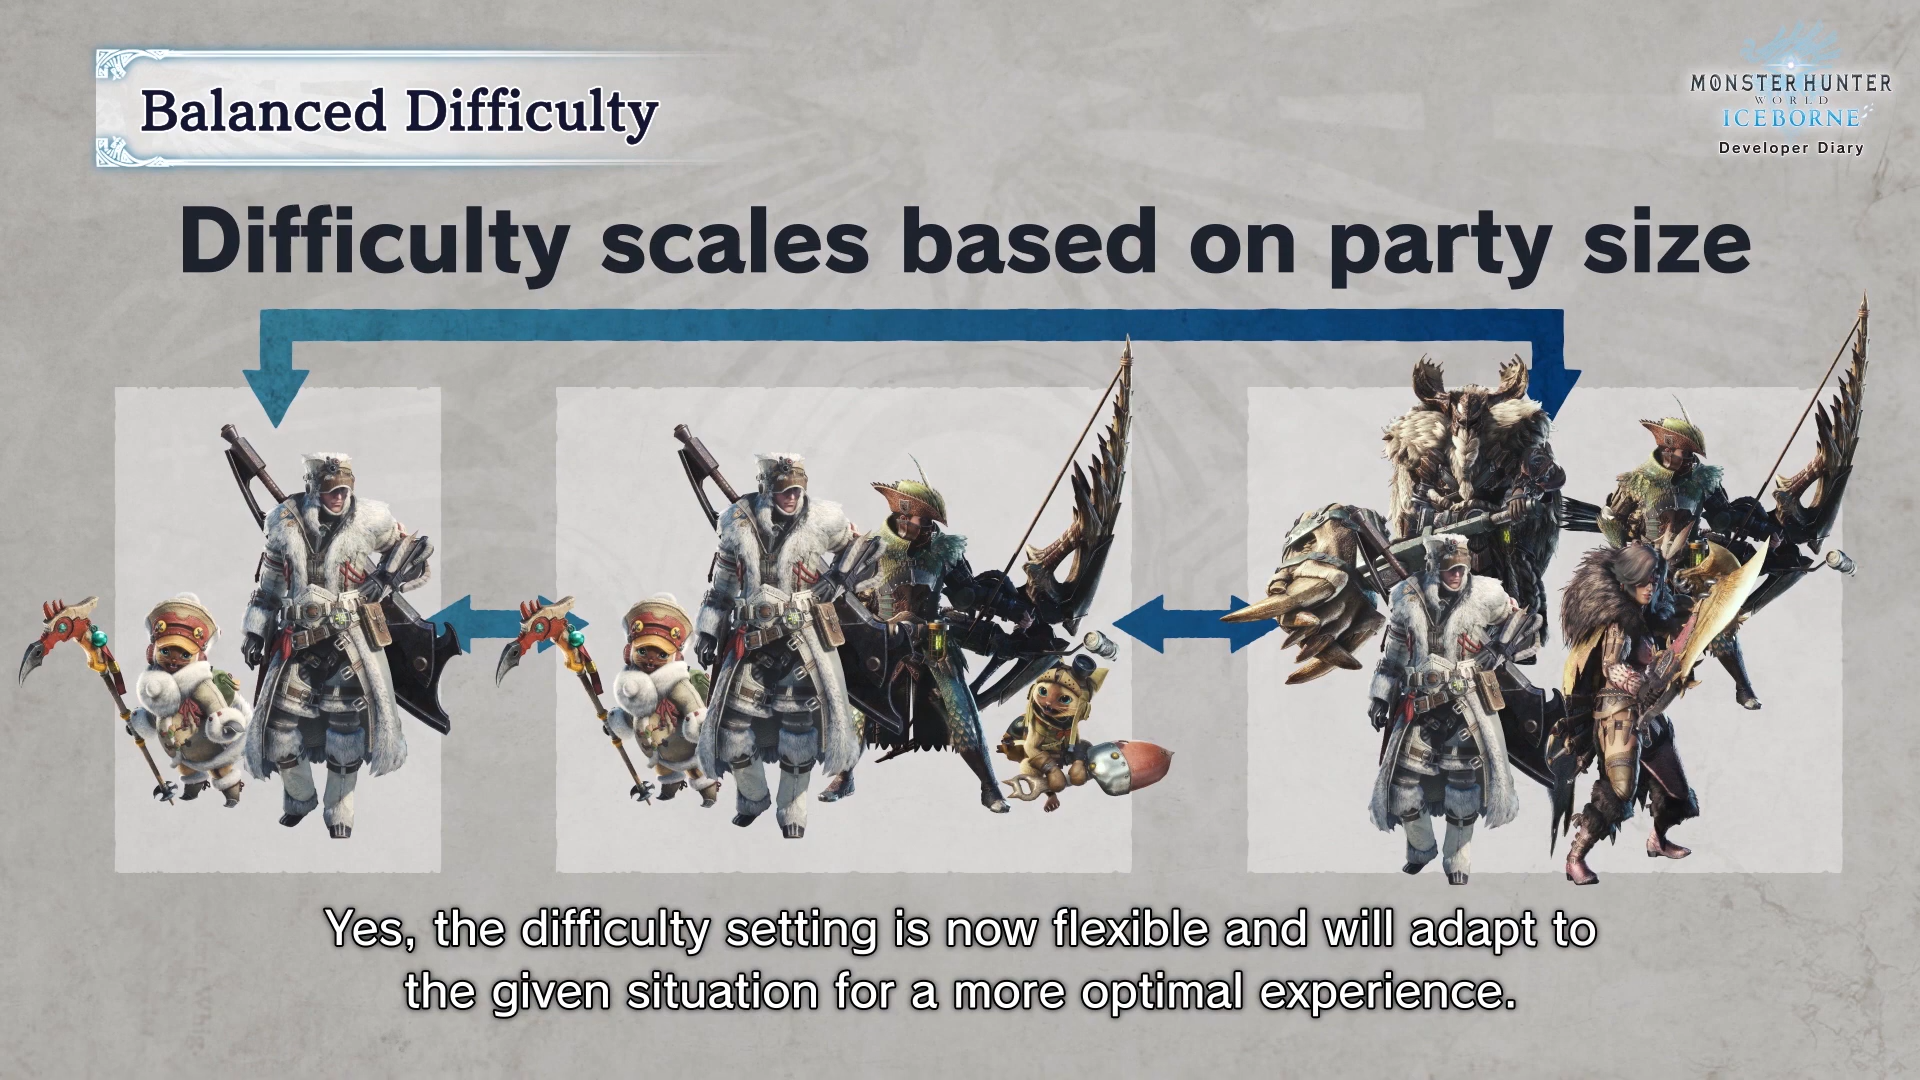 Balanced Difficulty
MONSTER HUNTER
WORLD
ICEBORNE
Developer Diary
Difficulty scales based on party size
Yes, the difficulty setting is now flexible and will adapt to
the given situation for a more optimal experience.